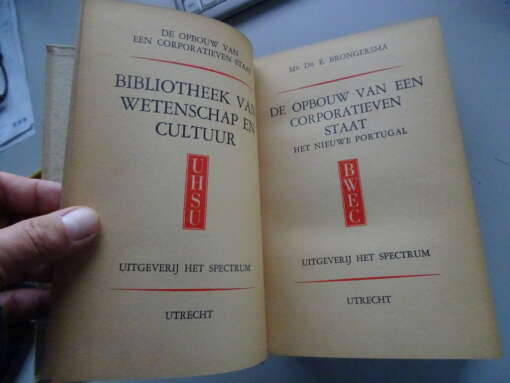 DE OPBOUW VAN
EEN CORPORATIEVEN STAAT
BIBLIOTHEEK VAN
WETENSCHAP EN
CULTUUR
UHSU
UITGEVERIJ HET SPECTRUM
UTRECHT
Mr Dr E. BRONGERSMA
DE OPBOUW VAN EEN
CORPORATIEVEN
STAAT
HET NIEUWE PORTUGAL
BWEC
UITGEVERIJ HET SPECTRUM
UTRECHT